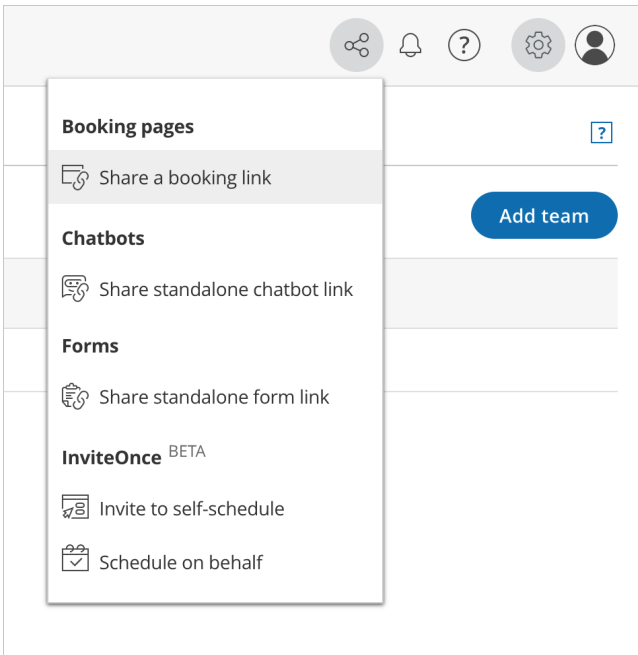 ?
Booking pages
?
Share a booking link
Add team
Chatbots
Share standalone chatbot link
Forms
Share standalone form link
InviteOnce BETA
Invite to self-schedule
Schedule on behalf